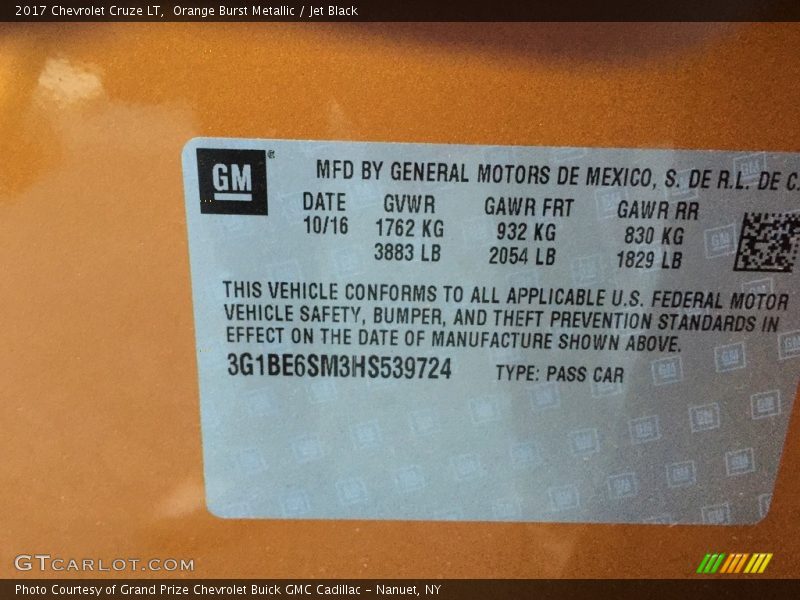 2017 Chevrolet Cruze LT, Orange Burst Metallic / Jet Black
GM®
MFD BY GENERAL MOTORS DE MEXICO, S. DE R.L. DE C.
DATE GVWR GAWR FRT GAWR RR
10/16 1762 KG 932 KG 830 KG
3883 LB 2054 LB 1829 LB
THIS VEHICLE CONFORMS TO ALL APPLICABLE U.S. FEDERAL MOTOR
VEHICLE SAFETY, BUMPER, AND THEFT PREVENTION STANDARDS IN
EFFECT ON THE DATE OF MANUFACTURE SHOWN ABOVE.
3G1BE6SM3HS539724 TYPE: PASS CAR
GTCARLOT.COM
Photo Courtesy of Grand Prize Chevrolet Buick GMC Cadillac - Nanuet, NY